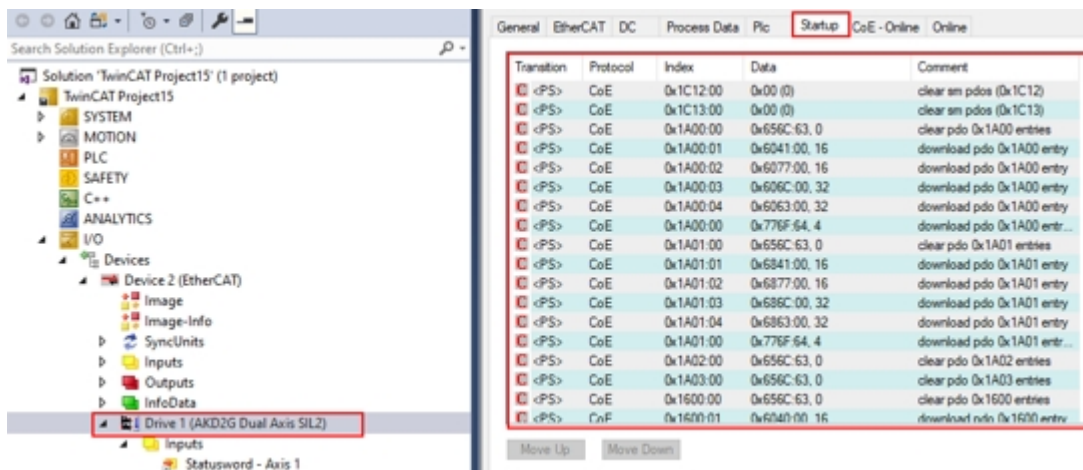 Search Solution Explorer (Ctrl+;)
Solution 'TwinCAT Project15' (1 project)
TwinCAT Project15
SYSTEM
MOTION
PLC
SAFETY
C++
ANALYTICS
I/O
Devices
Device 2 (EtherCAT)
Image
Image-Info
SyncUnits
Inputs
Outputs
InfoData
Drive 1 (AKD2G Dual Axis SIL2)
Inputs
Statusword - Axis 1
General EtherCAT DC Process Data Plc Startup CoE - Online Online
Transition Protocol Index Data Comment
C <PS> CoE 0x1C12:00 0x00 (0) clear sm pdos (0x1C12)
C <PS> CoE 0x1C13:00 0x00 (0) clear sm pdos (0x1C13)
C <PS> CoE 0x1A00:00 0x656C:63, 0 clear pdo 0x1A00 entries
C <PS> CoE 0x1A00:01 0x6041:00, 16 download pdo 0x1A00 entry
C <PS> CoE 0x1A00:02 0x6077:00, 16 download pdo 0x1A00 entry
C <PS> CoE 0x1A00:03 0x606C:00, 32 download pdo 0x1A00 entry
C <PS> CoE 0x1A00:04 0x6063:00, 32 download pdo 0x1A00 entry
C <PS> CoE 0x1A00:00 0x776F:64, 4 download pdo 0x1A00 entr...
C <PS> CoE 0x1A01:00 0x656C:63, 0 clear pdo 0x1A01 entries
C <PS> CoE 0x1A01:01 0x6841:00, 16 download pdo 0x1A01 entry
C <PS> CoE 0x1A01:02 0x6877:00, 16 download pdo 0x1A01 entry
C <PS> CoE 0x1A01:03 0x686C:00, 32 download pdo 0x1A01 entry
C <PS> CoE 0x1A01:04 0x6863:00, 32 download pdo 0x1A01 entry
C <PS> CoE 0x1A01:00 0x776F:64, 4 download pdo 0x1A01 entr...
C <PS> CoE 0x1A02:00 0x656C:63, 0 clear pdo 0x1A02 entries
C <PS> CoE 0x1A03:00 0x656C:63, 0 clear pdo 0x1A03 entries
C <PS> CoE 0x1600:00 0x656C:63, 0 clear pdo 0x1600 entries
C <PS> CoE 0x1600:01 0x6040:00, 16 download pdo 0x1600 entry
Move Up Move Down